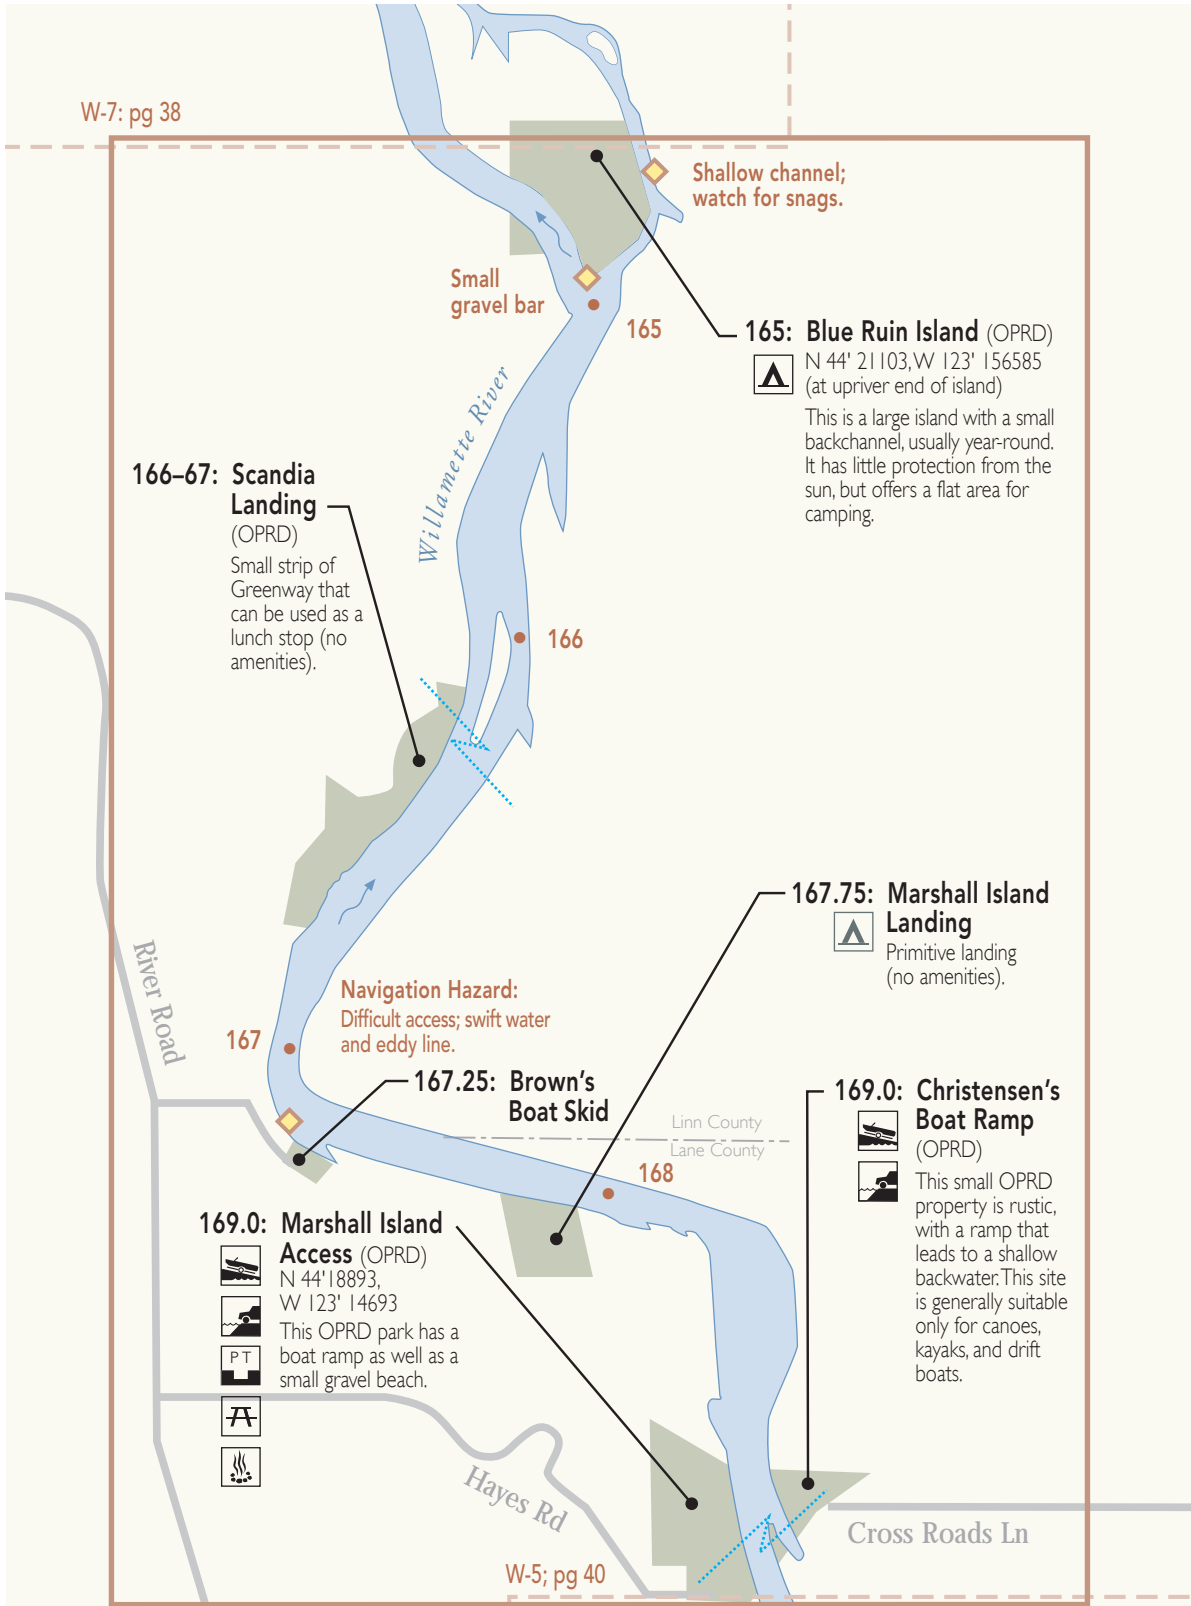 W-7: pg 38
Shallow channel;
watch for snags.
Small
gravel bar
165
165: Blue Ruin Island (OPRD)
N 44' 21103, W 123' 156585
(at upriver end of island)
This is a large island with a small
backchannel, usually year-round.
It has little protection from the
sun, but offers a flat area for
camping.
Willamette River
166–67: Scandia
Landing
(OPRD)
Small strip of
Greenway that
can be used as a
lunch stop (no
amenities).
166
167.75: Marshall Island
Landing
Primitive landing
(no amenities).
River Road
Navigation Hazard:
Difficult access; swift water
and eddy line.
167
167.25: Brown's
Boat Skid
Linn County
Lane County
168
169.0: Christensen's
Boat Ramp
(OPRD)
This small OPRD
property is rustic,
with a ramp that
leads to a shallow
backwater. This site
is generally suitable
only for canoes,
kayaks, and drift
boats.
169.0: Marshall Island
Access (OPRD)
N 44'18893,
W 123' 14693
This OPRD park has a
boat ramp as well as a
small gravel beach.
P T
Hayes Rd
Cross Roads Ln
W-5; pg 40